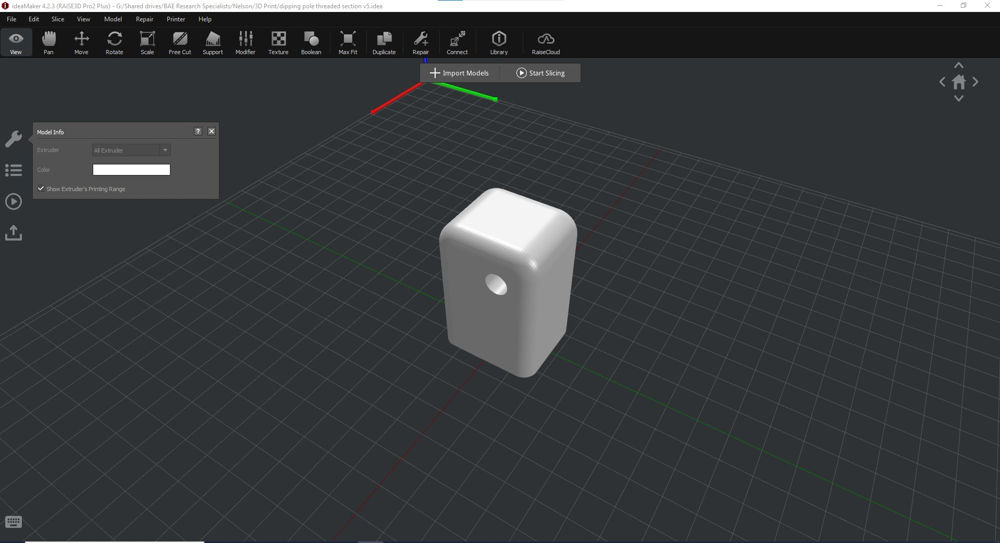 ideaMaker 4.2.3 (RAISE3D Pro2 Plus) - G:/Shared drives/BAE Research Specialists/Nelson/3D Print/dipping pole threaded section v5.idea
File Edit Slice View Model Repair Printer Help
View Pan Move Rotate Scale Free Cut Support Modifier Texture Boolean Max Fit Duplicate Repair Connect Library RaiseCloud
Import Models Start Slicing
Model Info ?
Extruder All Extruder
Color
Show Extruder's Printing Range